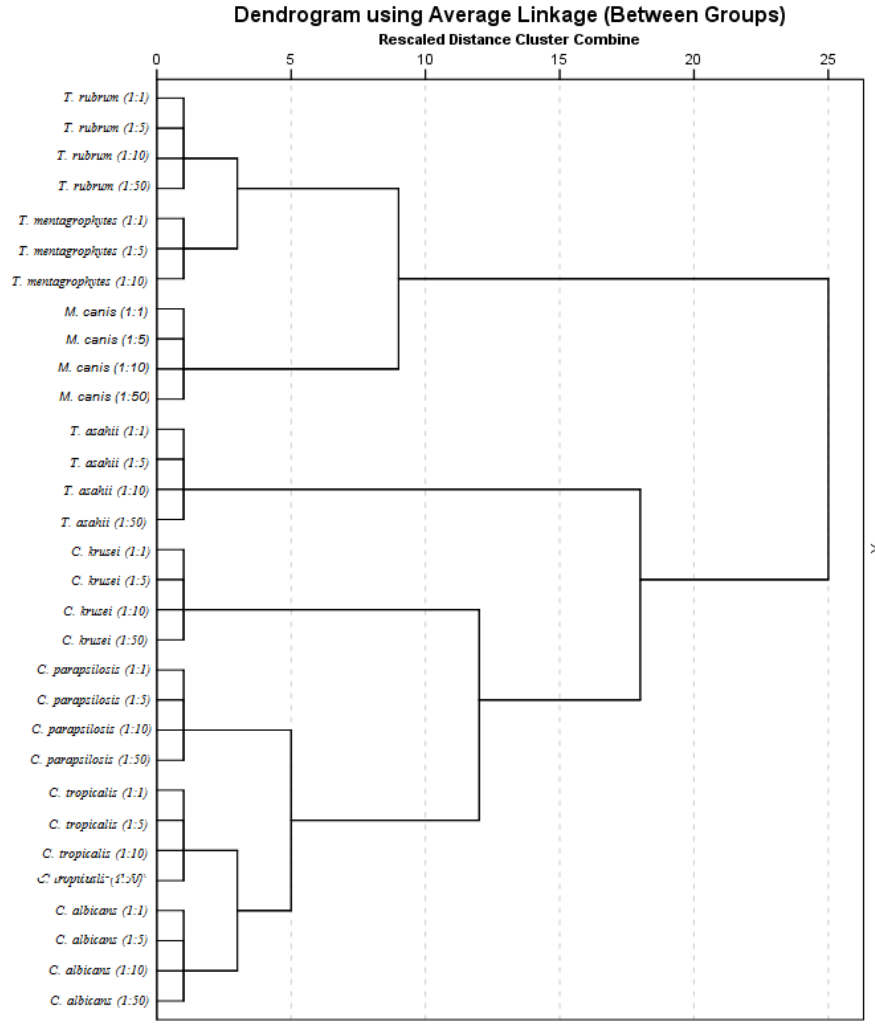 Dendrogram using Average Linkage (Between Groups)
Rescaled Distance Cluster Combine
0 5 10 15 20 25
T. rubrum (1:1)
T. rubrum (1:5)
T. rubrum (1:10)
T. rubrum (1:50)
T. mentagrophytes (1:1)
T. mentagrophytes (1:5)
T. mentagrophytes (1:10)
M. canis (1:1)
M. canis (1:5)
M. canis (1:10)
M. canis (1:50)
T. asahii (1:1)
T. asahii (1:5)
T. asahii (1:10)
T. asahii (1:50)
C. krusei (1:1)
C. krusei (1:5)
C. krusei (1:10)
C. krusei (1:50)
C. parapsilosis (1:1)
C. parapsilosis (1:5)
C. parapsilosis (1:10)
C. parapsilosis (1:50)
C. tropicalis (1:1)
C. tropicalis (1:5)
C. tropicalis (1:10)
C. tropicalis (1:50)
C. albicans (1:1)
C. albicans (1:5)
C. albicans (1:10)
C. albicans (1:50)